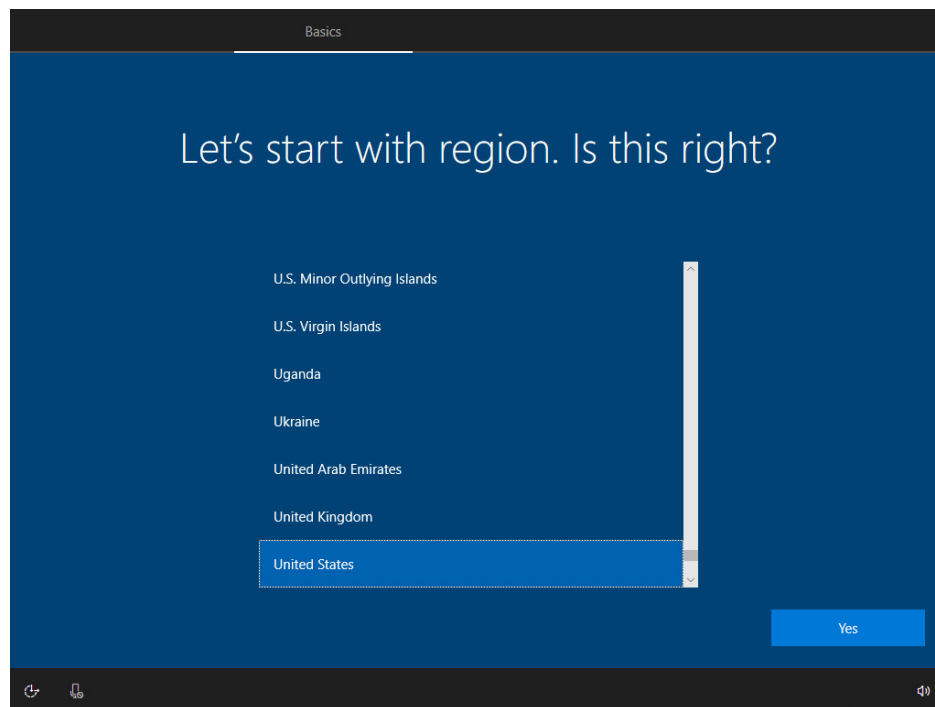 Basics
Let's start with region. Is this right?
U.S. Minor Outlying Islands
U.S. Virgin Islands
Uganda
Ukraine
United Arab Emirates
United Kingdom
United States
Yes